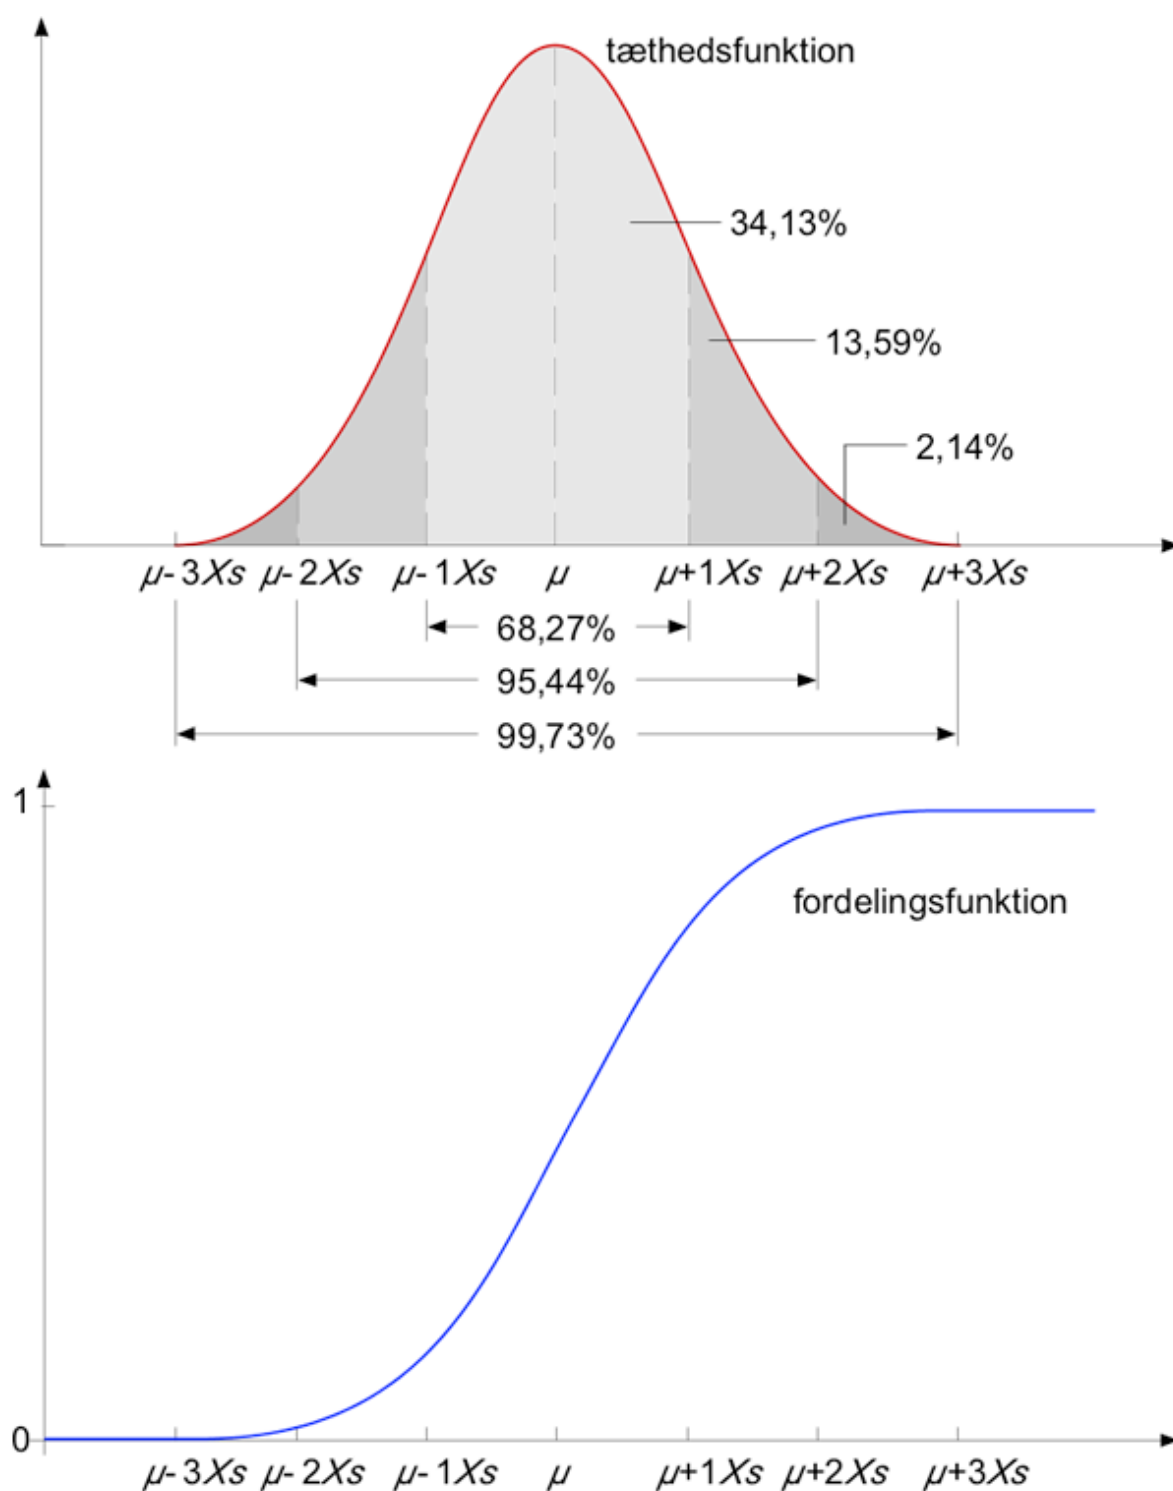 tæthedsfunktion
34,13%
13,59%
2,14%
μ-3Xs μ-2Xs μ-1Xs μ μ+1Xs μ+2Xs μ+3Xs
68,27%
95,44%
99,73%
1
fordelingsfunktion
0
μ-3Xs μ-2Xs μ-1Xs μ μ+1Xs μ+2Xs μ+3Xs